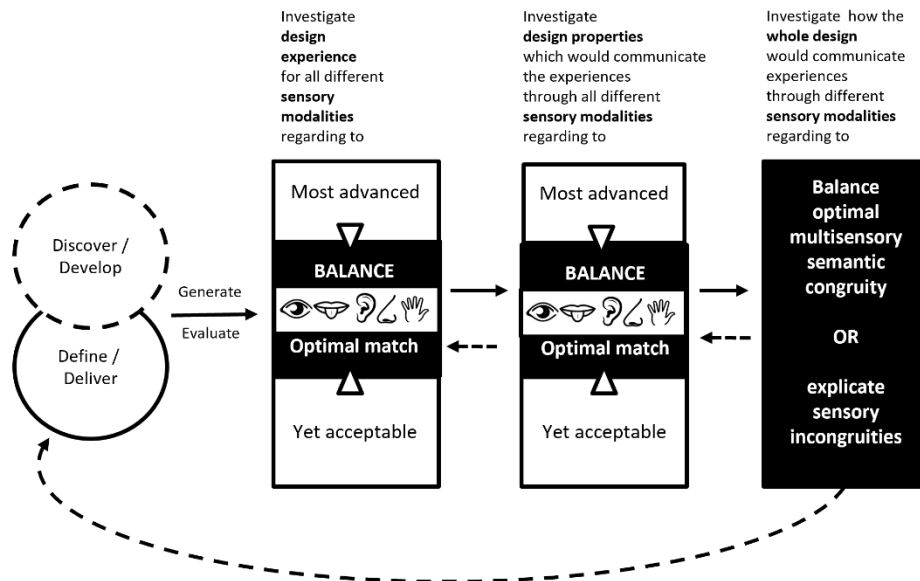 Investigate
design
experience
for all different
sensory
modalities
regarding to
Investigate
design properties
which would communicate
the experiences
through all different
sensory modalities
regarding to
Investigate how the
whole design
would communicate
experiences
through different
sensory modalities
regarding to
Discover /
Develop
Define /
Deliver
Generate
Evaluate
Most advanced
BALANCE
Optimal match
Yet acceptable
Most advanced
BALANCE
Optimal match
Yet acceptable
Balance
optimal
multisensory
semantic
congruity
OR
explicate
sensory
incongruities